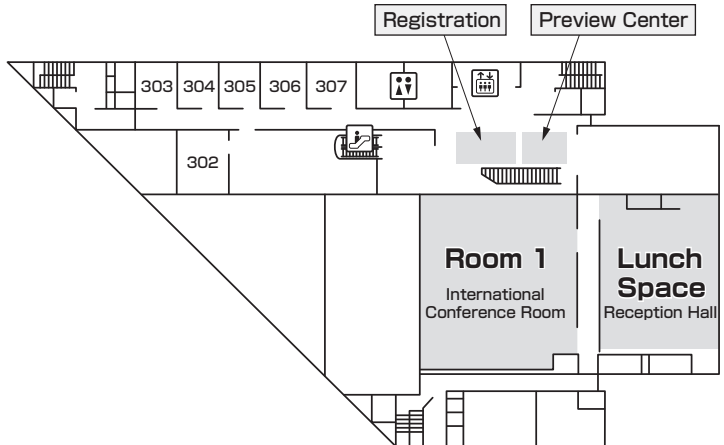 Registration
Preview Center
303 304 305 306 307
302
Room 1
International
Conference Room
Lunch
Space
Reception Hall